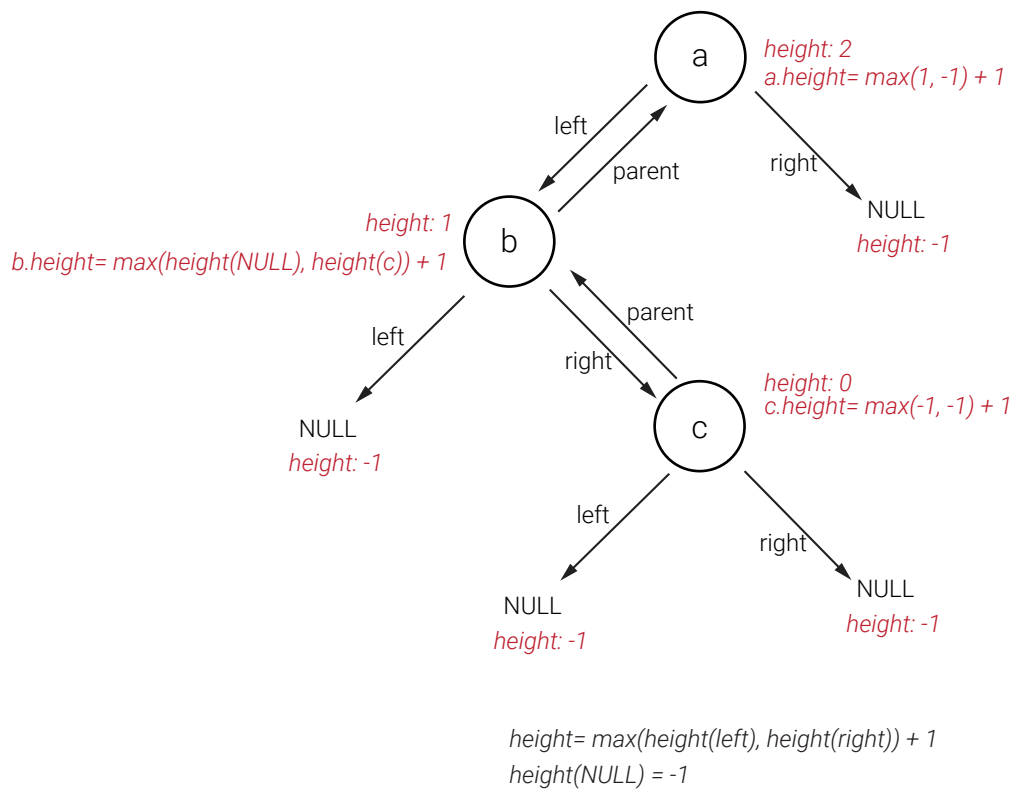 a
height: 2
a.height= max(1, -1) + 1
left
parent
right
NULL
height: -1
height: 1
b
b.height= max(height(NULL), height(c)) + 1
left
parent
right
NULL
height: -1
height: 0
c.height= max(-1, -1) + 1
c
left
right
NULL
height: -1
NULL
height: -1
height= max(height(left), height(right)) + 1
height(NULL) = -1